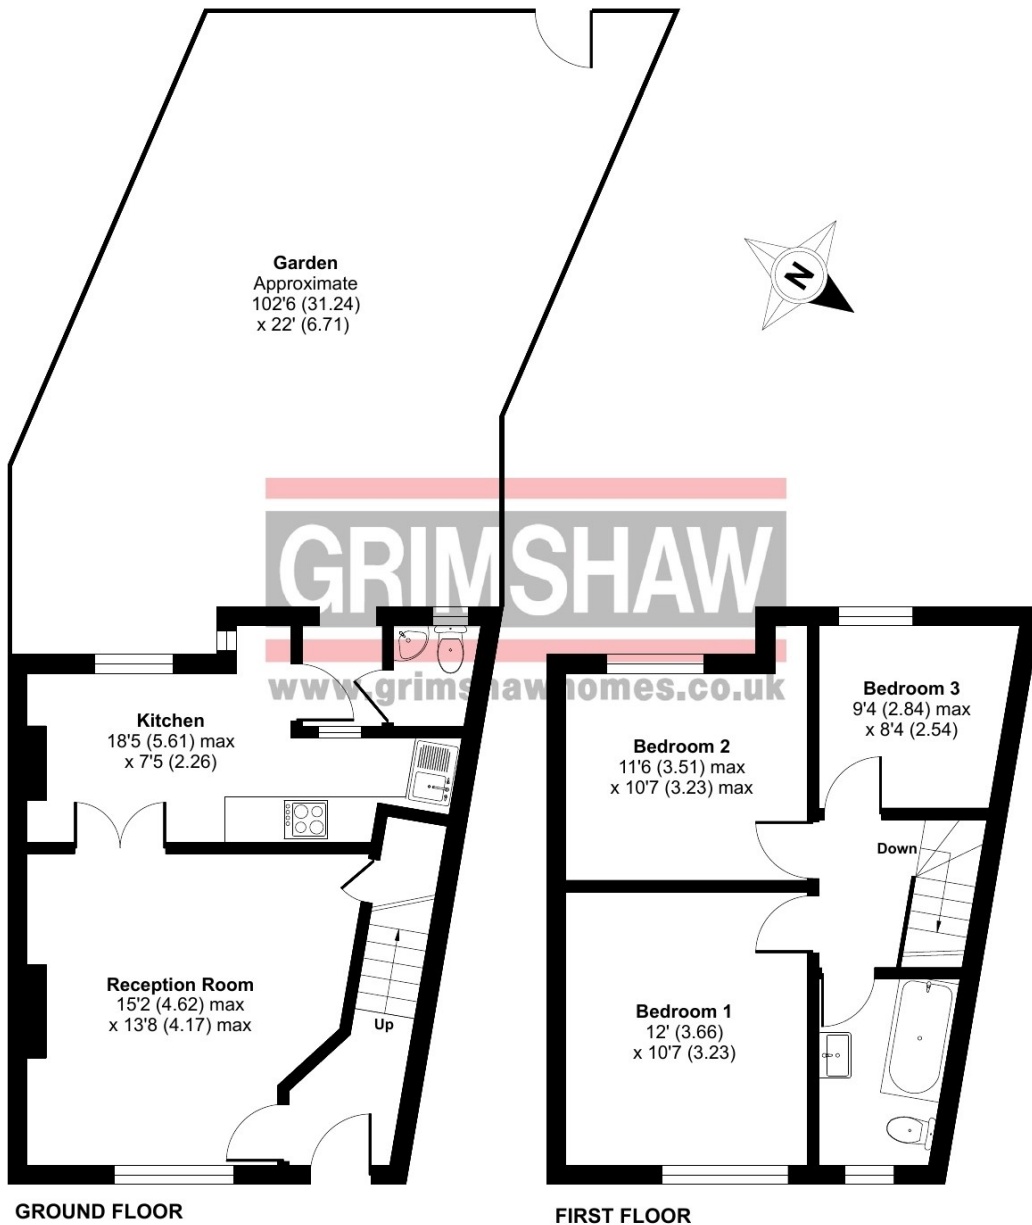 Garden
Approximate
102'6 (31.24)
x 22' (6.71)
N
GRIMSHAW
www.grimshawhomes.co.uk
Kitchen
18'5 (5.61) max
x 7'5 (2.26)
Reception Room
15'2 (4.62) max
x 13'8 (4.17) max
Up
GROUND FLOOR
Bedroom 3
9'4 (2.84) max
x 8'4 (2.54)
Bedroom 2
11'6 (3.51) max
x 10'7 (3.23) max
Down
Bedroom 1
12' (3.66)
x 10'7 (3.23)
FIRST FLOOR